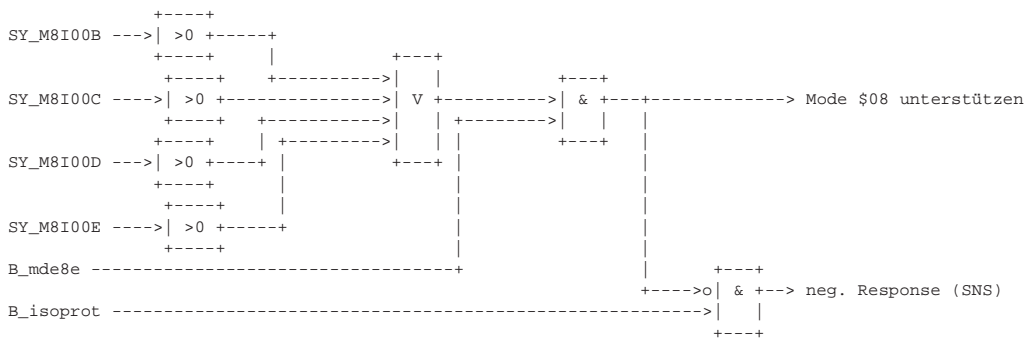 SY_M8I00B >0
SY_M8I00C >0 V & Mode $08 unterstützen
SY_M8I00D >0
SY_M8I00E >0
B_mde8e
& neg. Response (SNS)
B_isoprot